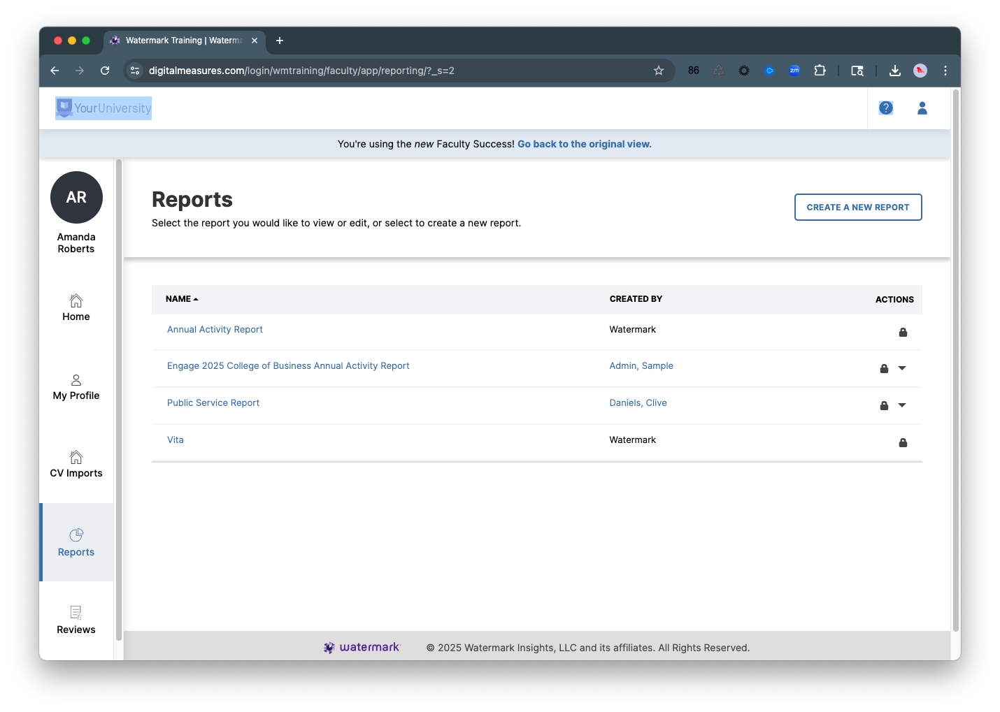 Watermark Training | Waterma
digitalmeasures.com/login/wmtraining/faculty/app/reporting/?_s=2
86
zm
YourUniversity
?
You're using the new Faculty Success! Go back to the original view.
AR
Amanda
Roberts
Home
My Profile
CV Imports
Reports
Reviews
Reports
CREATE A NEW REPORT
Select the report you would like to view or edit, or select to create a new report.
NAME CREATED BY ACTIONS
Annual Activity Report Watermark
Engage 2025 College of Business Annual Activity Report Admin, Sample
Public Service Report Daniels, Clive
Vita Watermark
watermark © 2025 Watermark Insights, LLC and its affiliates. All Rights Reserved.